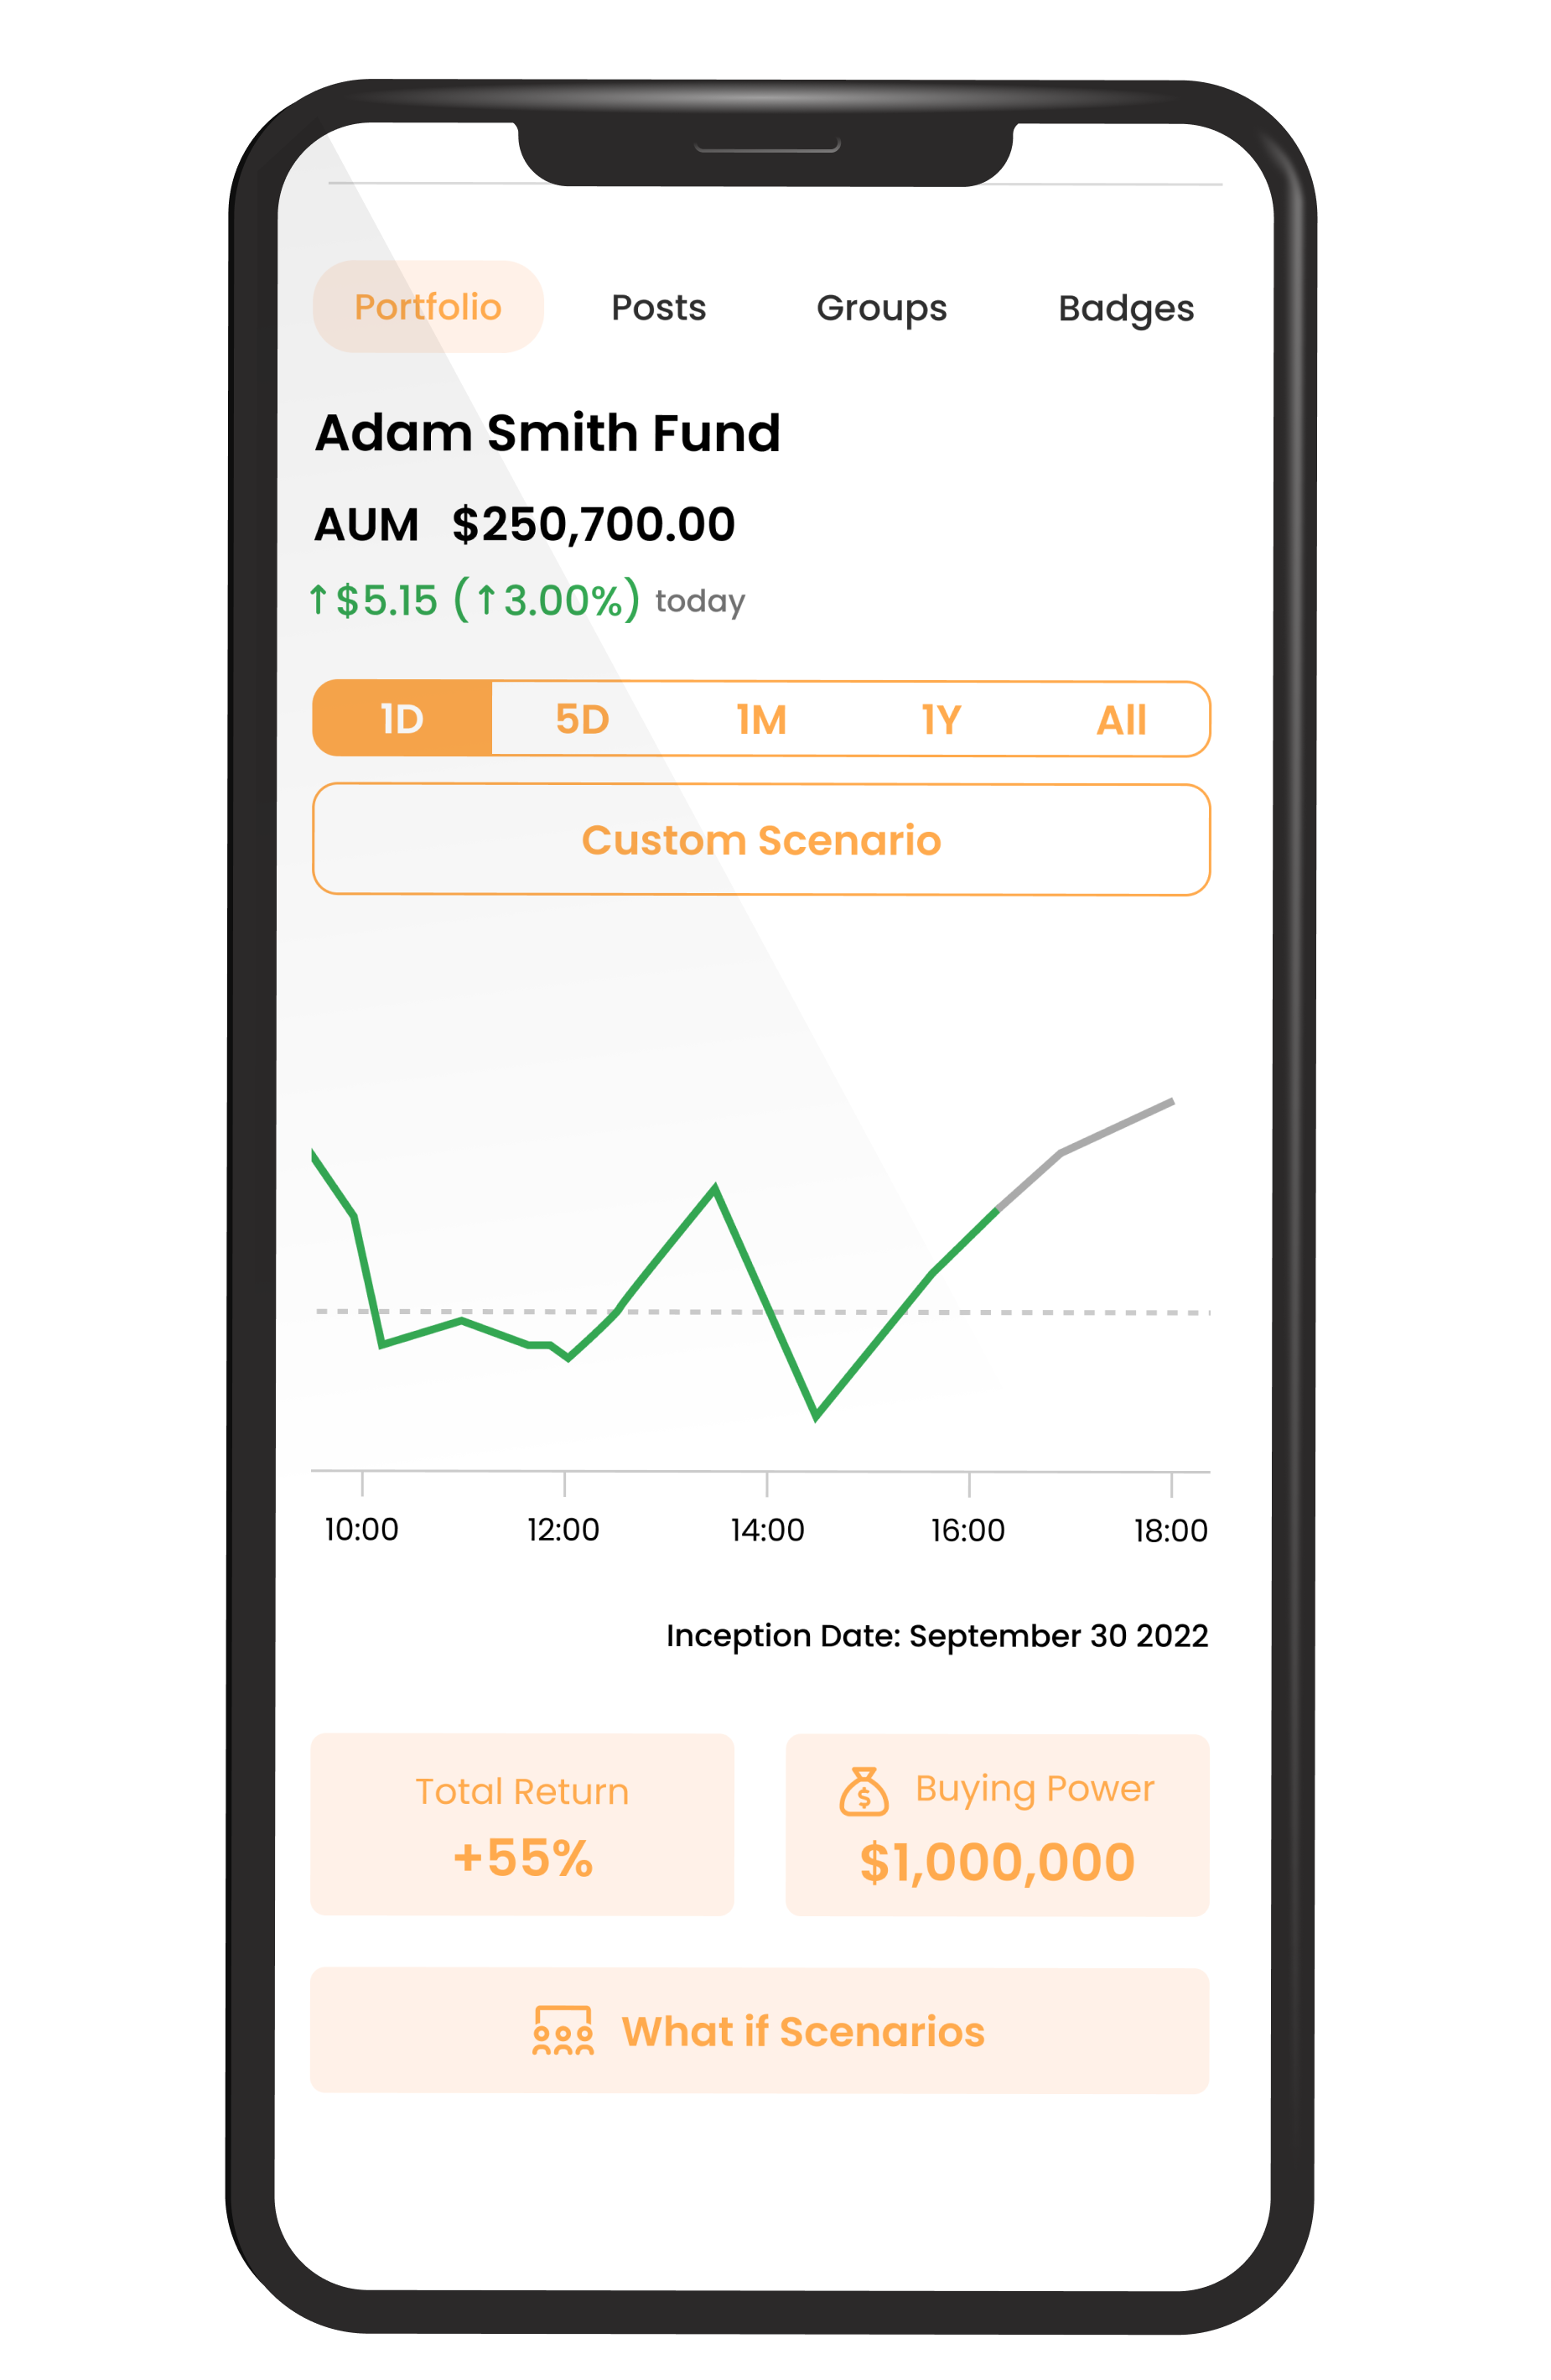 Portfolio Posts Groups Badges
Adam Smith Fund
AUM $250,700.00
↑$5.15 (↑3.00%) today
1D 5D 1M 1Y All
Custom Scenario
10:00 12:00 14:00 16:00 18:00
Inception Date: September 30 2022
Total Return
+55%
$ Buying Power
$1,000,000
What if Scenarios